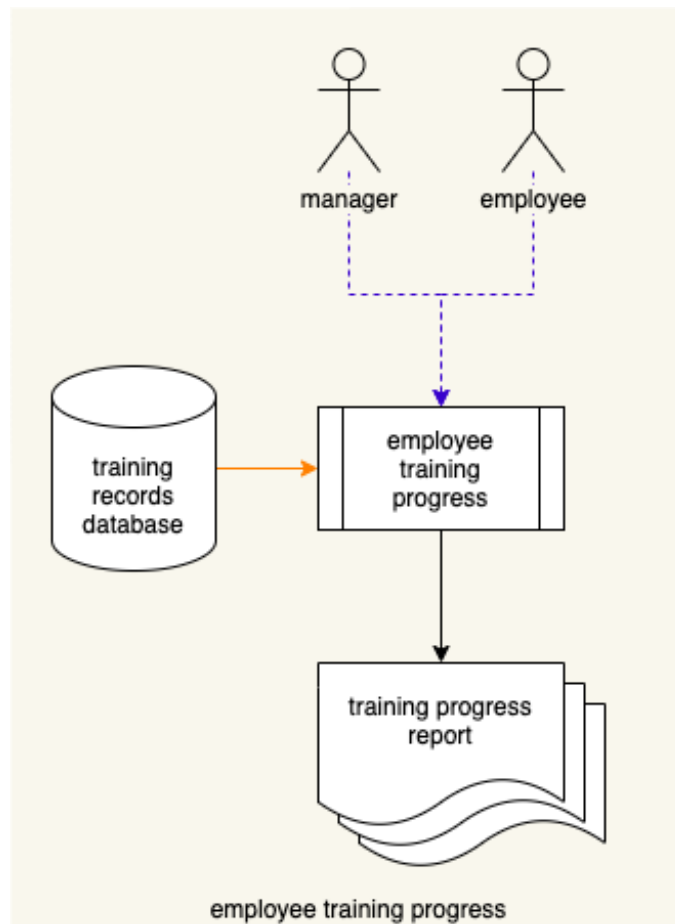 manager
employee
training
records
database
employee
training
progress
training progress
report
employee training progress